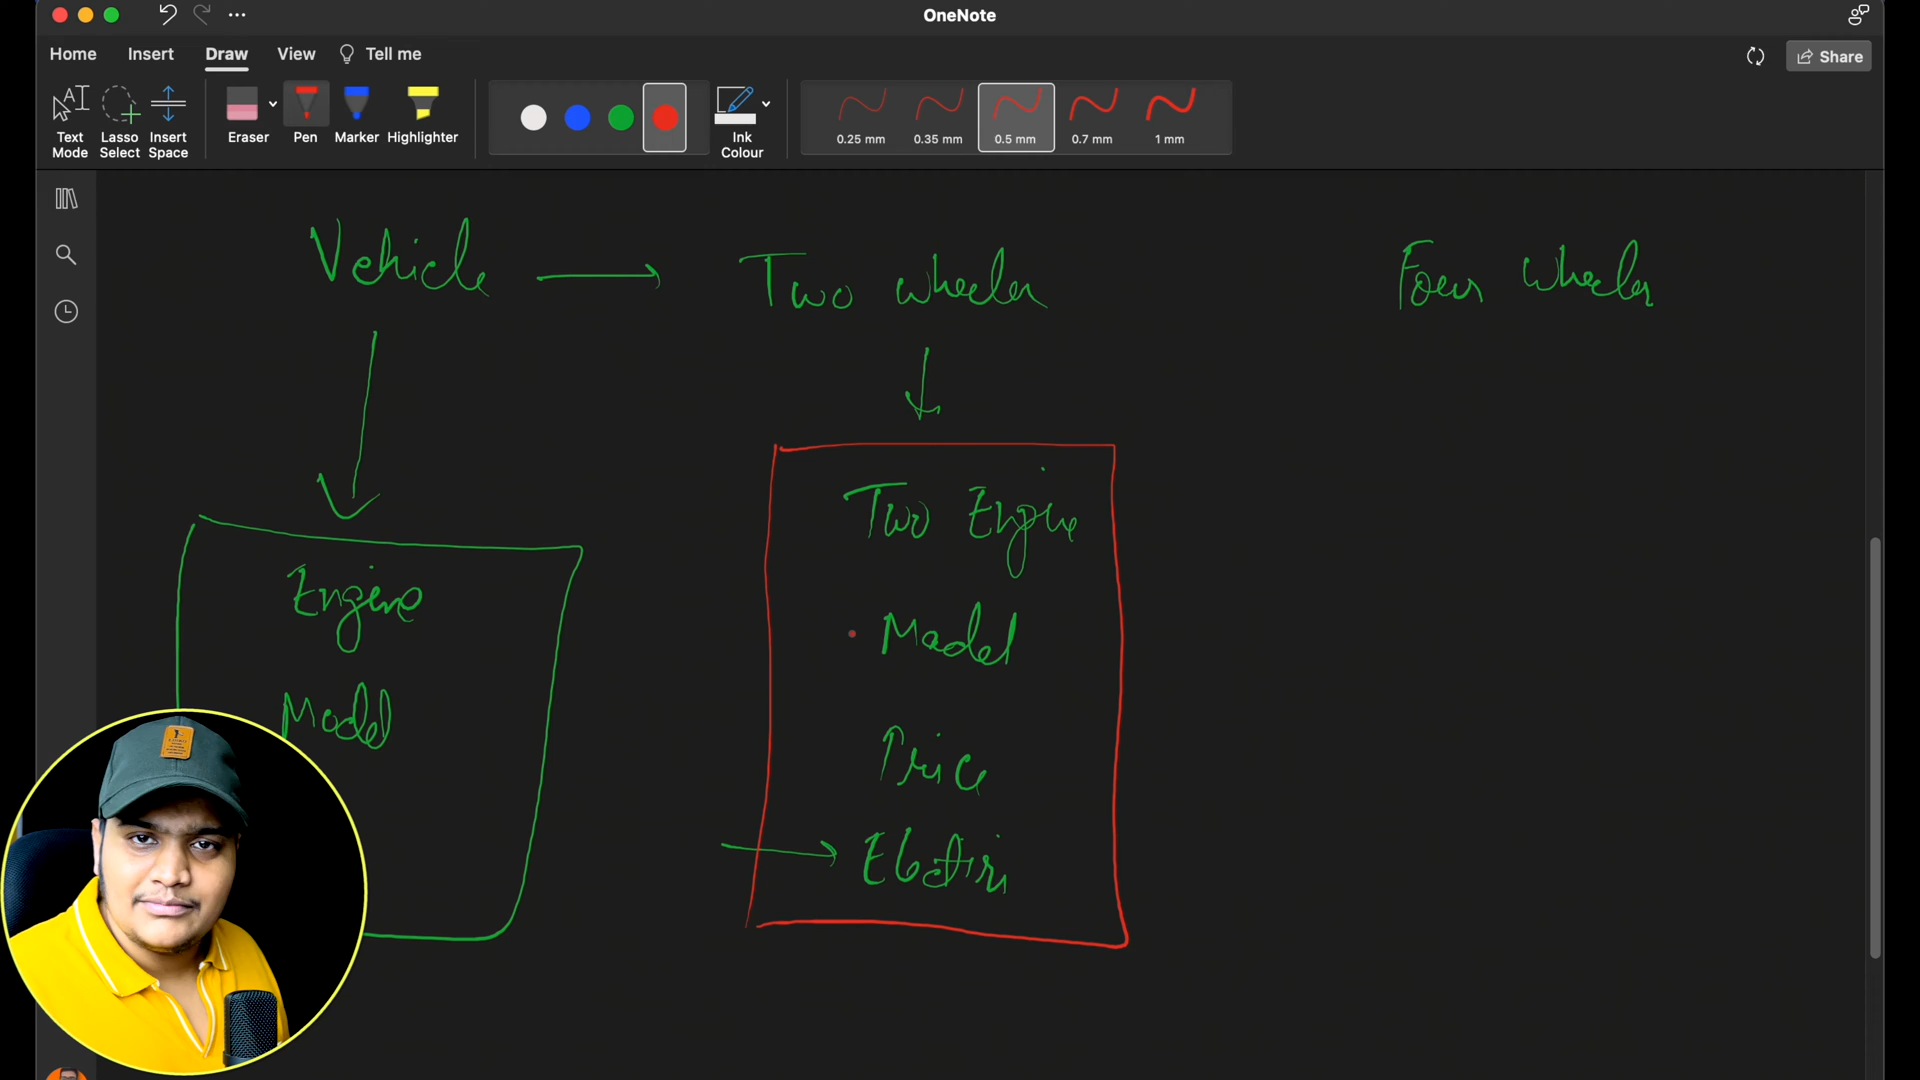 OneNote
Home Insert Draw View Tell me
Share
Text Mode
Lasso Select
Insert Space
Eraser
Pen
Marker
Highlighter
Ink Colour
0.25 mm
0.35 mm
0.5 mm
0.7 mm
1 mm
Vehicle
Two wheeler
Four wheeler
Engine
Model
Two Engine
Model
Price
Electri